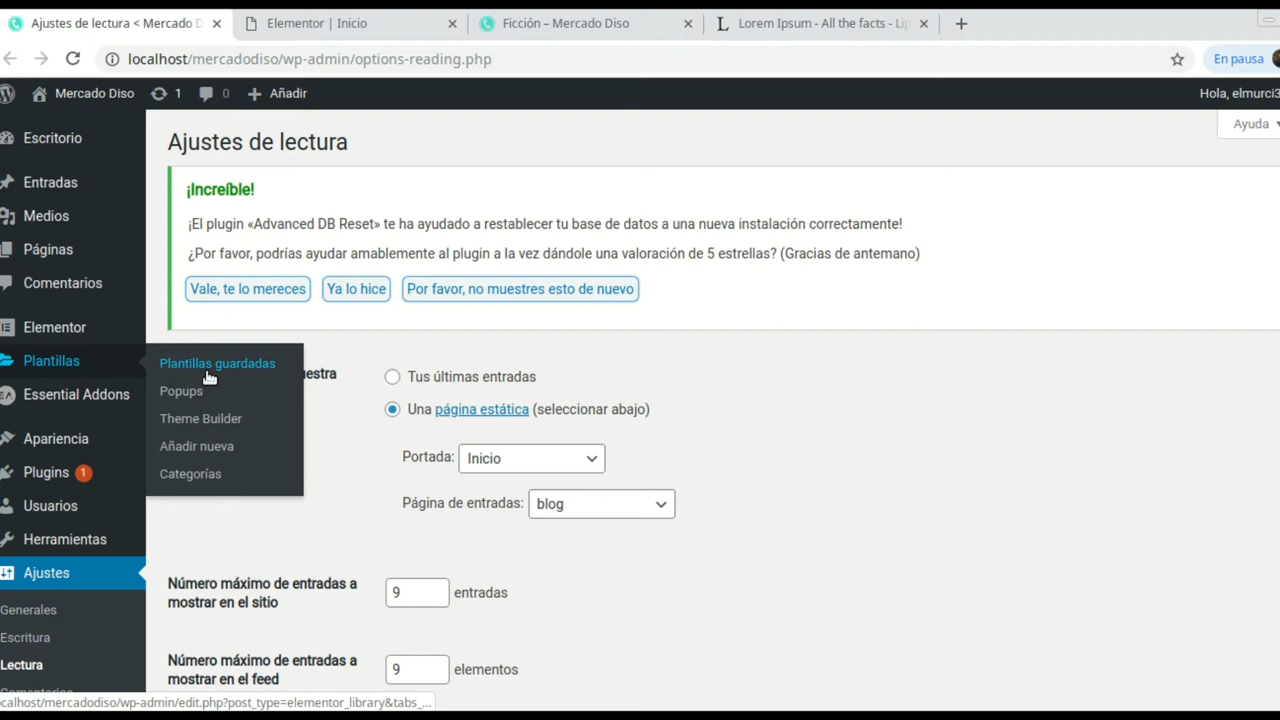 Ajustes de lectura < Mercado D
Elementor | Inicio
Ficción – Mercado Diso
Lorem Ipsum - All the facts - Lip
localhost/mercadodiso/wp-admin/options-reading.php
En pausa
Mercado Diso
1
0
Añadir
Hola, elmurci3
Escritorio
Entradas
Medios
Páginas
Comentarios
Elementor
Plantillas
Essential Addons
Apariencia
Plugins 1
Usuarios
Herramientas
Ajustes
Generales
Escritura
Lectura
Plantillas guardadas
Popups
Theme Builder
Añadir nueva
Categorías
Ajustes de lectura
Ayuda
¡Increíble!
¡El plugin «Advanced DB Reset» te ha ayudado a restablecer tu base de datos a una nueva instalación correctamente!
¿Por favor, podrías ayudar amablemente al plugin a la vez dándole una valoración de 5 estrellas? (Gracias de antemano)
Vale, te lo mereces
Ya lo hice
Por favor, no muestres esto de nuevo
uestra
Tus últimas entradas
Una página estática (seleccionar abajo)
Portada: Inicio
Página de entradas: blog
Número máximo de entradas a
mostrar en el sitio
9 entradas
Número máximo de entradas a
mostrar en el feed
9 elementos
ocalhost/mercadodiso/wp-admin/edit.php?post_type=elementor_library&tabs_...